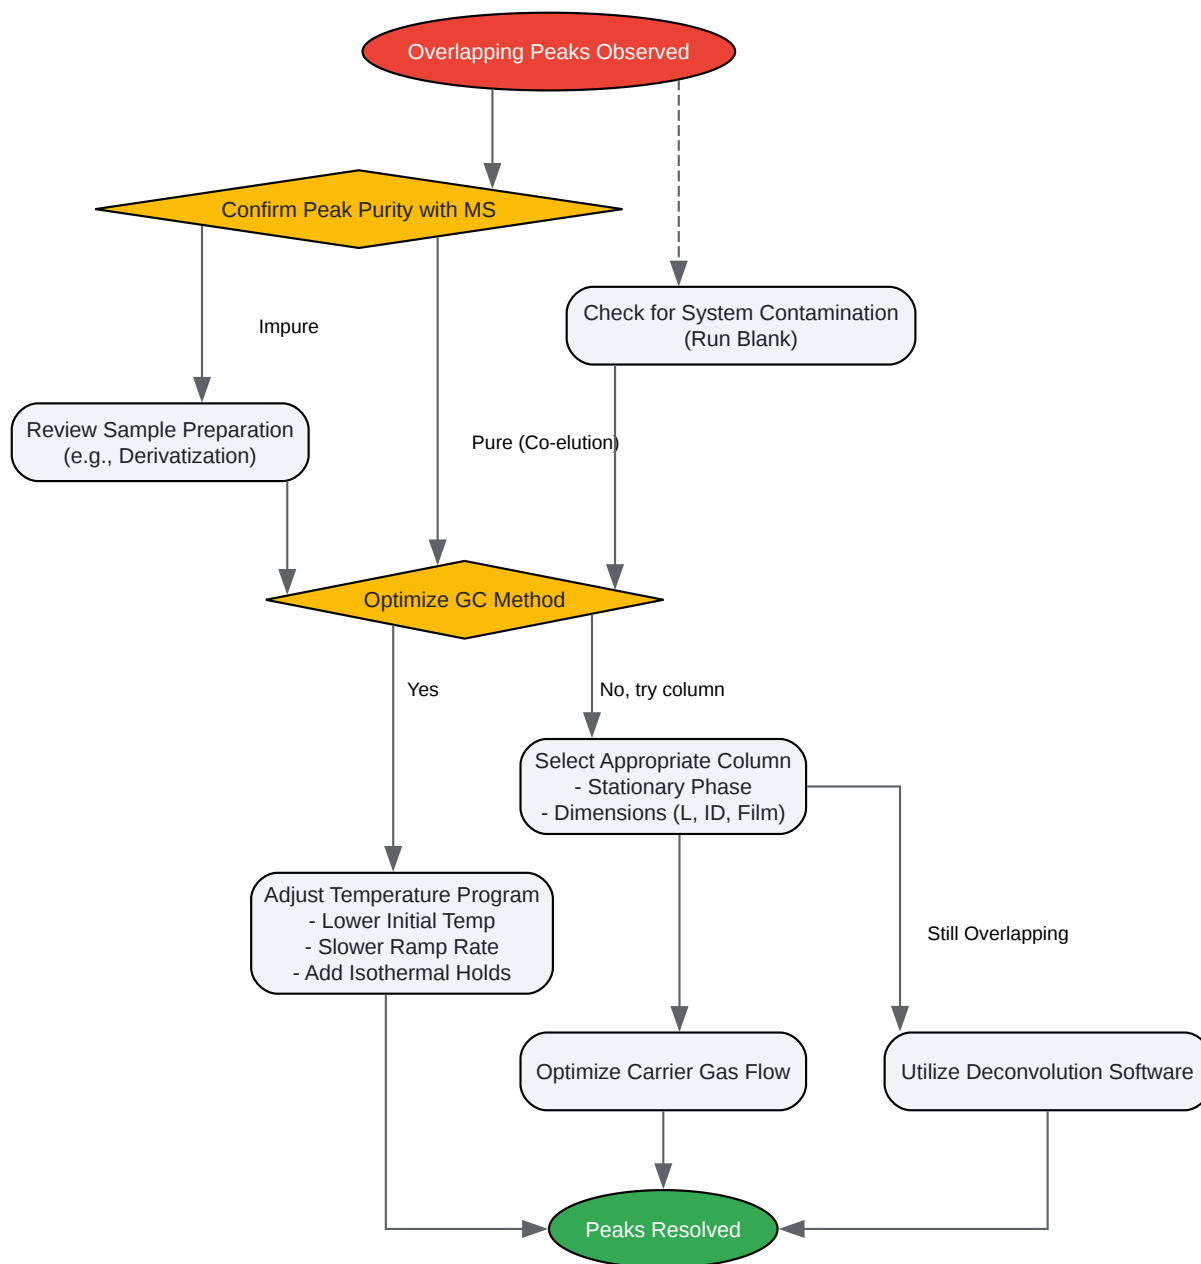 Overlapping Peaks Observed
Confirm Peak Purity with MS
Check for System Contamination
(Run Blank)
Impure
Review Sample Preparation
(e.g., Derivatization)
Pure (Co-elution)
Optimize GC Method
Yes
No, try column
Select Appropriate Column
- Stationary Phase
- Dimensions (L, ID, Film)
Adjust Temperature Program
- Lower Initial Temp
- Slower Ramp Rate
- Add Isothermal Holds
Still Overlapping
Optimize Carrier Gas Flow
Utilize Deconvolution Software
Peaks Resolved